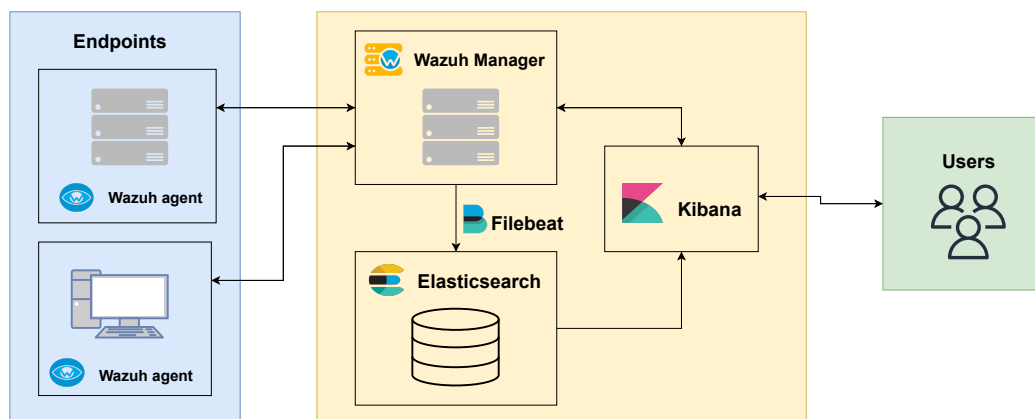 Endpoints
Wazuh agent
Wazuh agent
Wazuh Manager
Filebeat
Elasticsearch
Kibana
Users